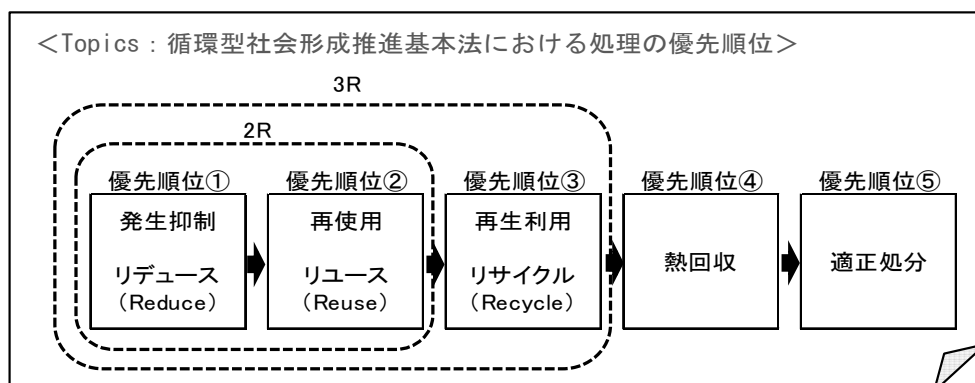 ＜Topics：循環型社会形成推進基本法における処理の優先順位＞
3R
2R
優先順位①
発生抑制
リデュース
（Reduce）
優先順位②
再使用
リユース
（Reuse）
優先順位③
再生利用
リサイクル
（Recycle）
優先順位④
熱回収
優先順位⑤
適正処分